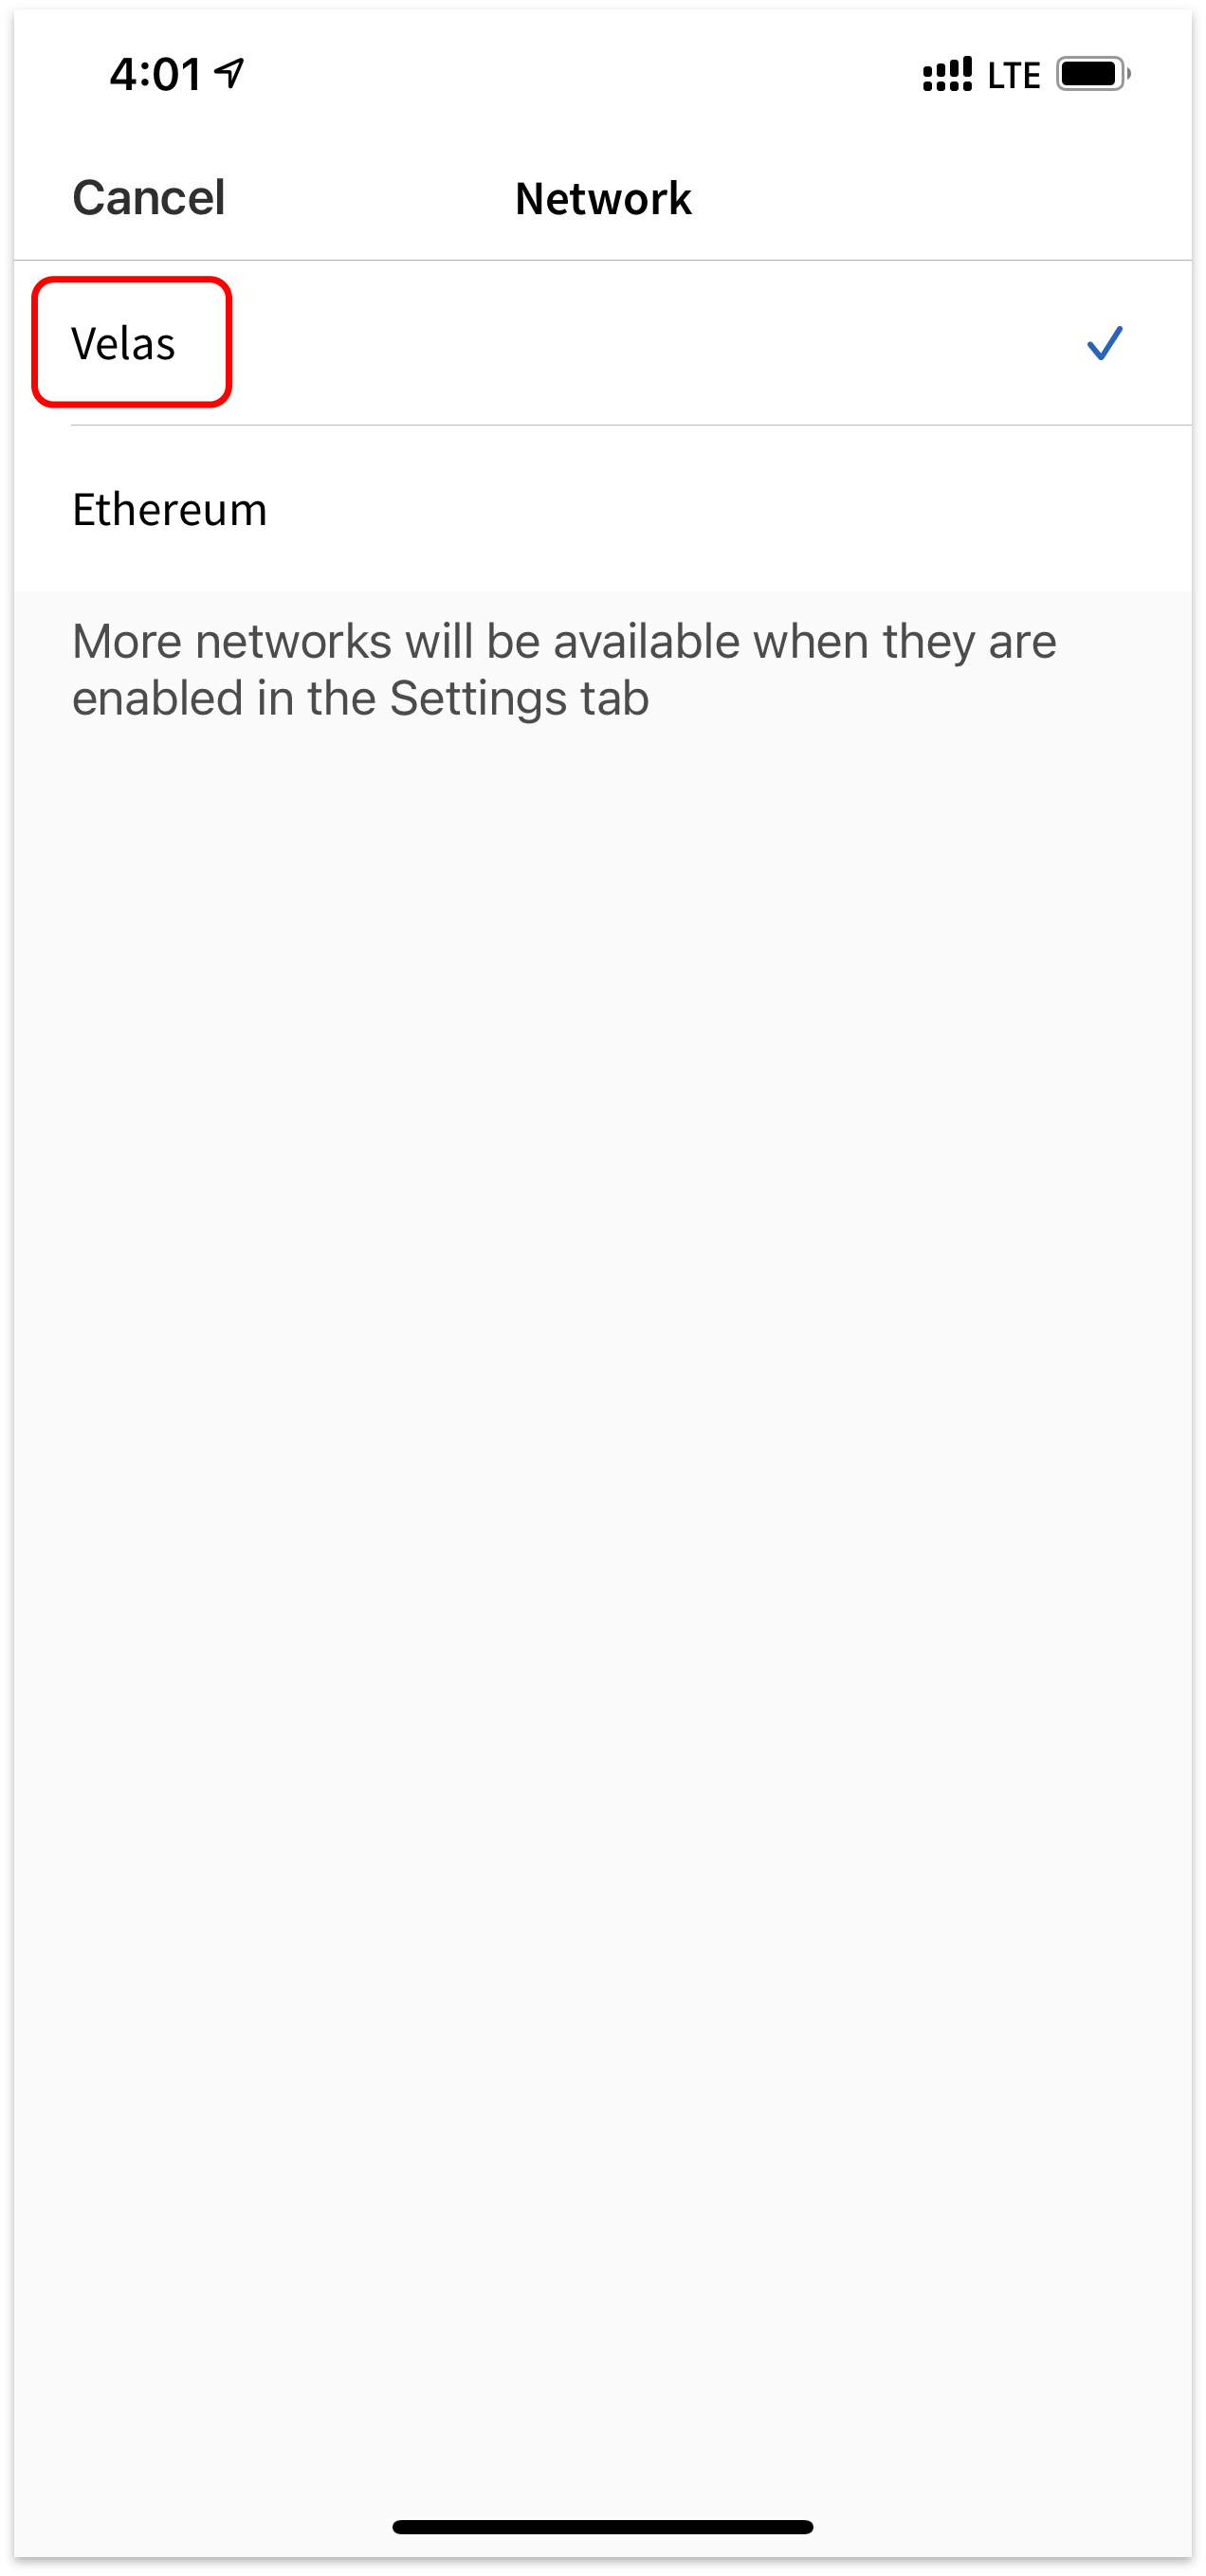 4:01 LTE
Cancel Network
Velas
Ethereum
More networks will be available when they are
enabled in the Settings tab